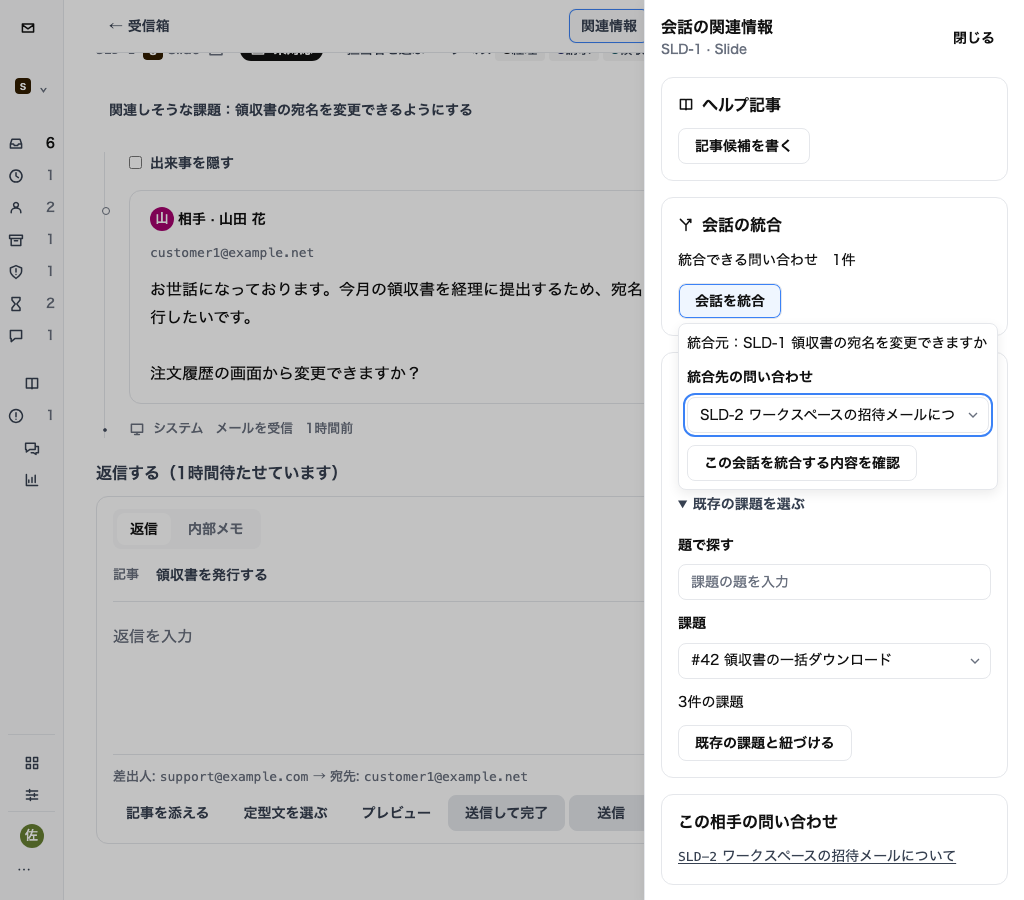 ← 受信箱
関連情報
S
6
1
2
1
1
2
1
1
佐
…
関連しそうな課題：領収書の宛名を変更できるようにする
出来事を隠す
山 相手 · 山田 花
customer1@example.net
お世話になっております。今月の領収書を経理に提出するため、宛名
行したいです。
注文履歴の画面から変更できますか？
システム メールを受信 1時間前
返信する（1時間待たせています）
返信 内部メモ
記事 領収書を発行する
返信を入力
差出人: support@example.com → 宛先: customer1@example.net
記事を添える 定型文を選ぶ プレビュー 送信して完了 送信
会話の関連情報
SLD-1 · Slide
閉じる
ヘルプ記事
記事候補を書く
会話の統合
統合できる問い合わせ 1件
会話を統合
統合元：SLD-1 領収書の宛名を変更できますか
統合先の問い合わせ
SLD-2 ワークスペースの招待メールにつ
この会話を統合する内容を確認
▼ 既存の課題を選ぶ
題で探す
課題の題を入力
課題
#42 領収書の一括ダウンロード
3件の課題
既存の課題と紐づける
この相手の問い合わせ
SLD-2 ワークスペースの招待メールについて